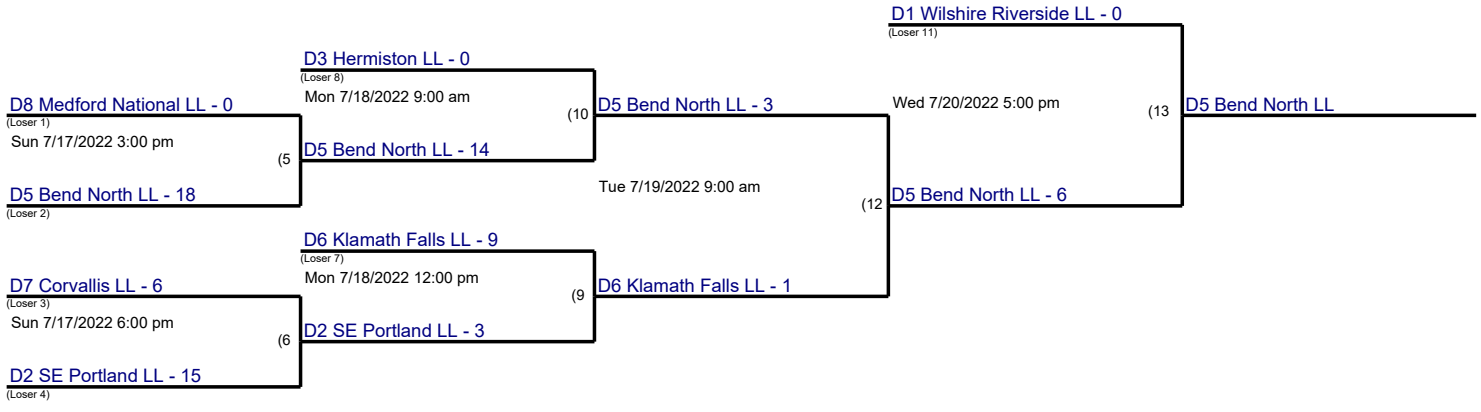 D1 Wilshire Riverside LL - 0
(Loser 11)
D3 Hermiston LL - 0
(Loser 8)
Mon 7/18/2022 9:00 am
D8 Medford National LL - 0
(Loser 1)
Sun 7/17/2022 3:00 pm
(5
D5 Bend North LL - 18
(Loser 2)
D5 Bend North LL - 14
(10
D5 Bend North LL - 3
Wed 7/20/2022 5:00 pm
(13
D5 Bend North LL
Tue 7/19/2022 9:00 am
(12
D5 Bend North LL - 6
D6 Klamath Falls LL - 9
(Loser 7)
Mon 7/18/2022 12:00 pm
(9
D6 Klamath Falls LL - 1
D7 Corvallis LL - 6
(Loser 3)
Sun 7/17/2022 6:00 pm
(6
D2 SE Portland LL - 3
D2 SE Portland LL - 15
(Loser 4)